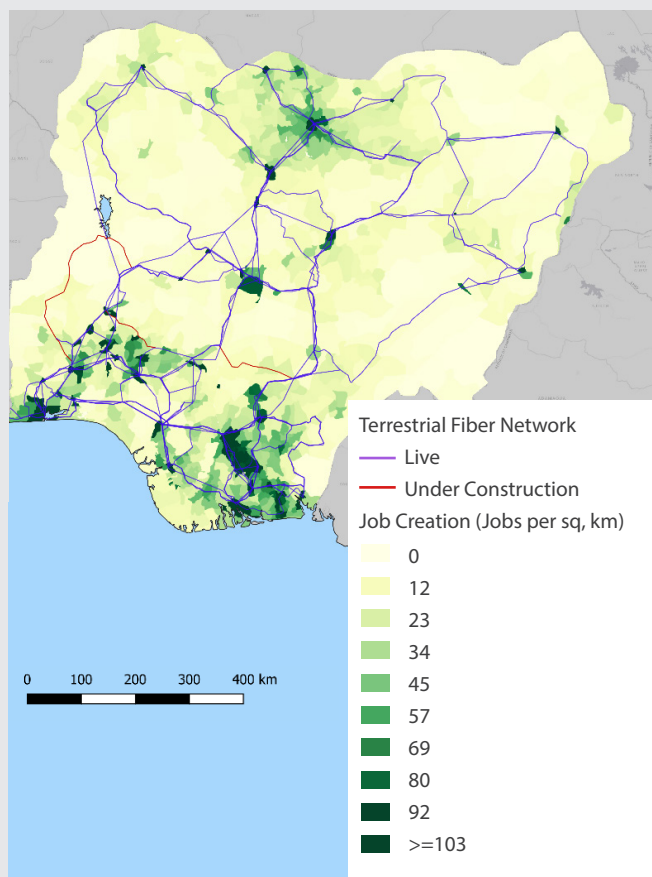 Terrestrial Fiber Network
Live
Under Construction
Job Creation (Jobs per sq, km)
0
12
23
34
45
57
69
80
92
>=103
0 100 200 300 400 km